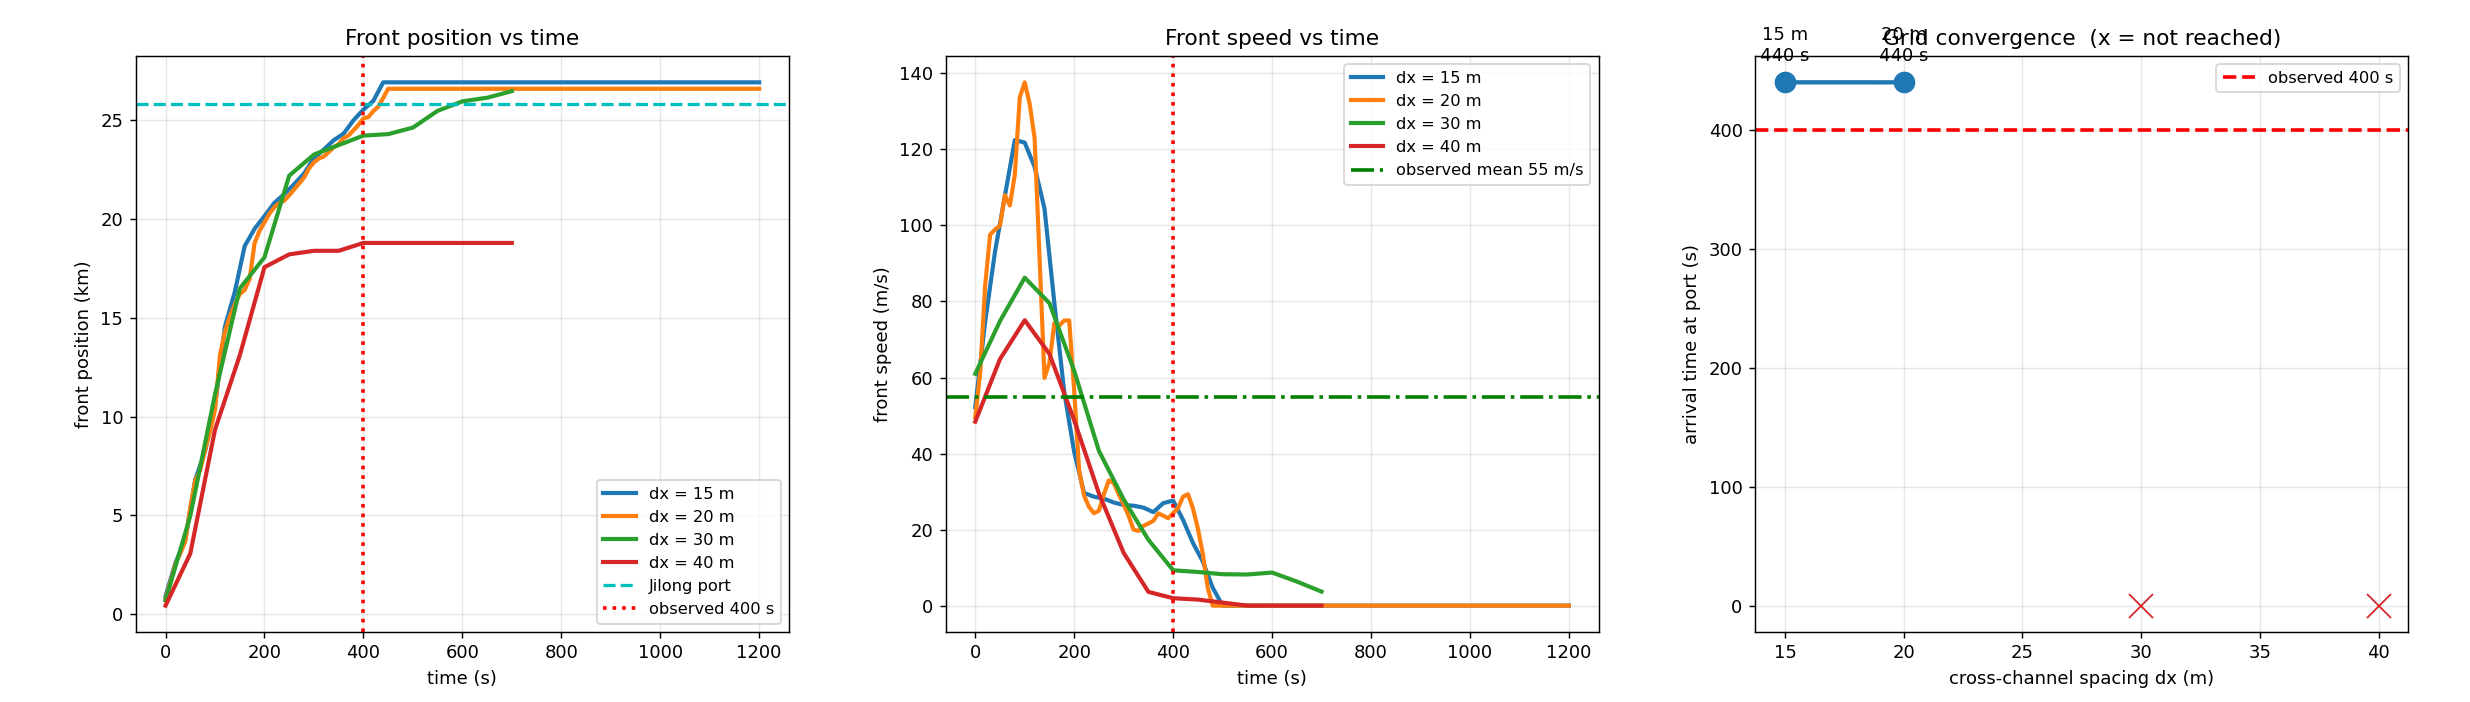 Front position vs time
front position (km)
25
20
15
10
5
0
dx = 15 m
dx = 20 m
dx = 30 m
dx = 40 m
Jilong port
observed 400 s
0 200 400 600 800 1000 1200
time (s)
Front speed vs time
front speed (m/s)
140
120
100
80
60
40
20
0
dx = 15 m
dx = 20 m
dx = 30 m
dx = 40 m
observed mean 55 m/s
0 200 400 600 800 1000 1200
time (s)
Grid convergence (x = not reached)
15 m
440 s
20 m
440 s
observed 400 s
arrival time at port (s)
400
300
200
100
0
15 20 25 30 35 40
cross-channel spacing dx (m)